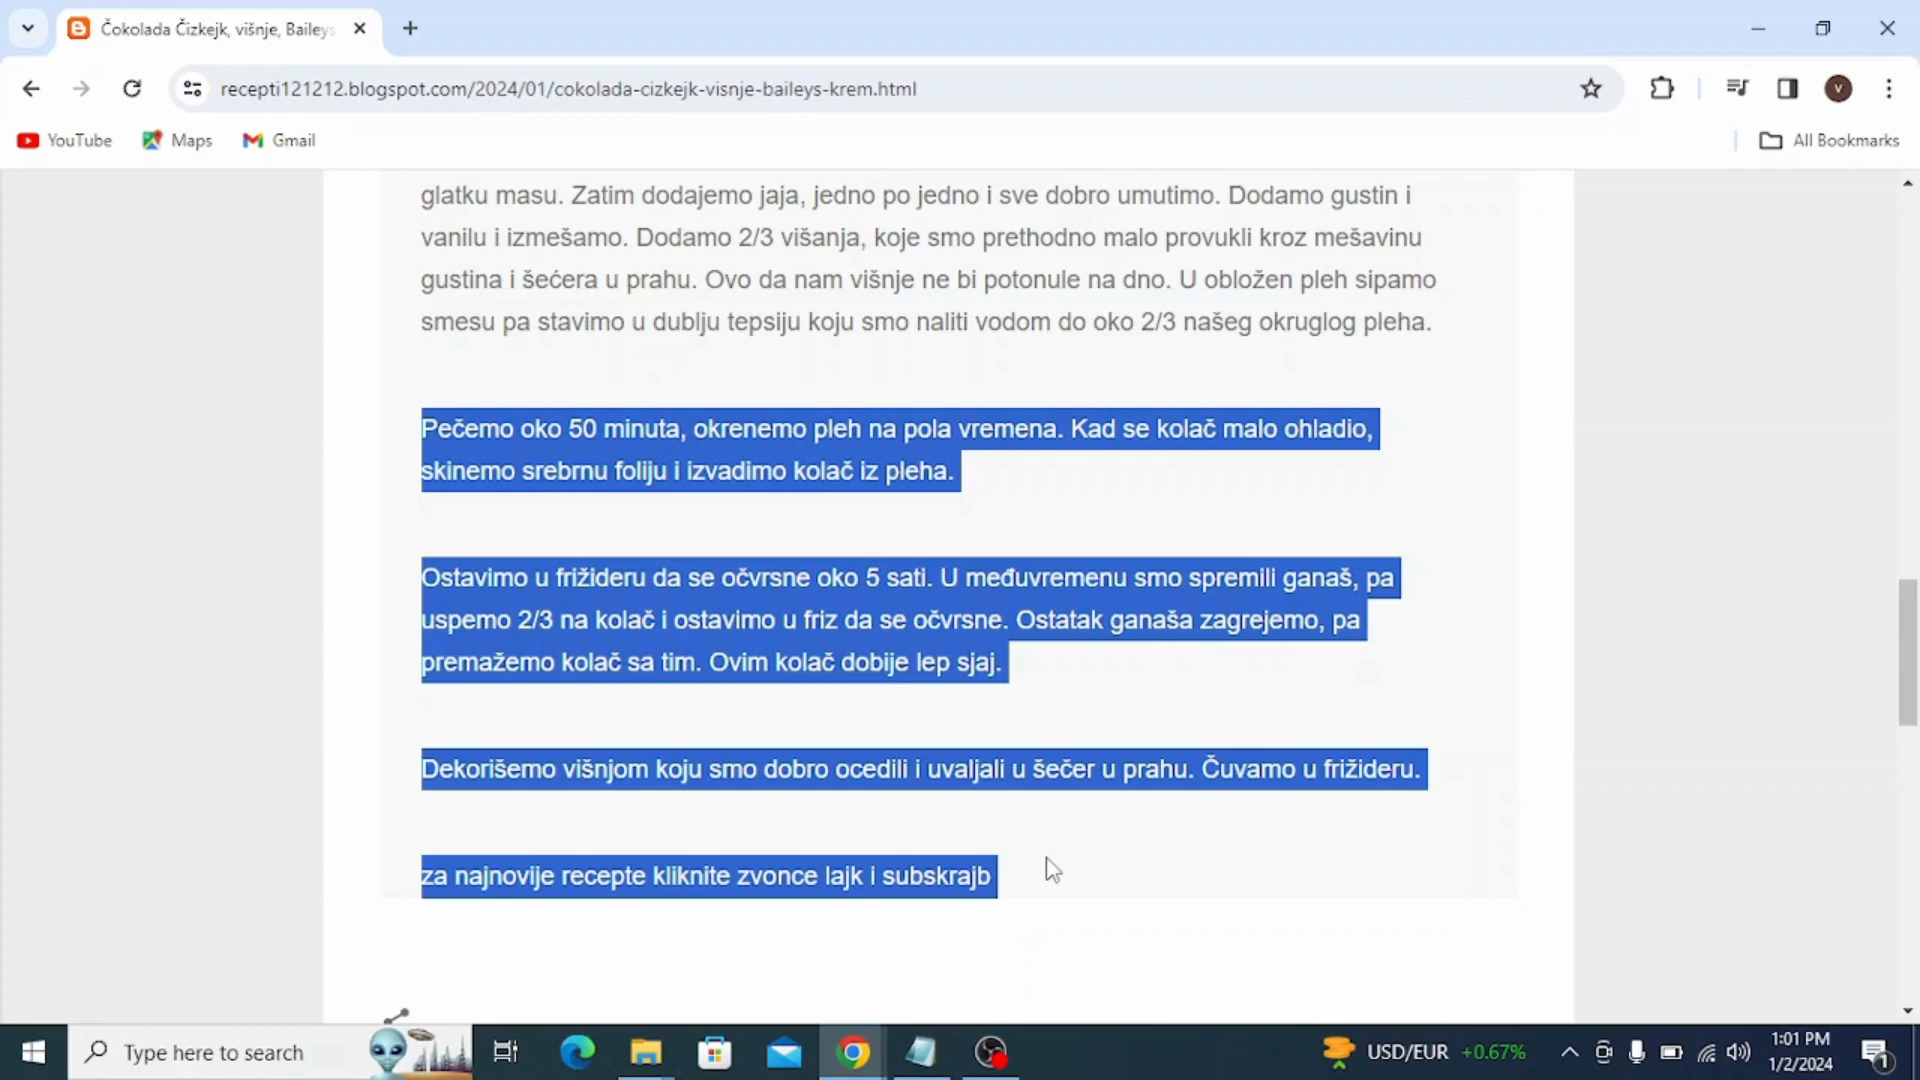 Čokolada Čizkejk, višnje, Baileys
recepti121212.blogspot.com/2024/01/cokolada-cizkejk-visnje-baileys-krem.html
V
YouTube
Maps
Gmail
All Bookmarks
glatku masu. Zatim dodajemo jaja, jedno po jedno i sve dobro umutimo. Dodamo gustin i
vanilu i izmešamo. Dodamo 2/3 višanja, koje smo prethodno malo provukli kroz mešavinu
gustina i šećera u prahu. Ovo da nam višnje ne bi potonule na dno. U obložen pleh sipamo
smesu pa stavimo u dublju tepsiju koju smo naliti vodom do oko 2/3 našeg okruglog pleha.
Pečemo oko 50 minuta, okrenemo pleh na pola vremena. Kad se kolač malo ohladio,
skinemo srebrnu foliju i izvadimo kolač iz pleha.
Ostavimo u frižideru da se očvrsne oko 5 sati. U međuvremenu smo spremili ganaš, pa
uspemo 2/3 na kolač i ostavimo u friz da se očvrsne. Ostatak ganaša zagrejemo, pa
premažemo kolač sa tim. Ovim kolač dobije lep sjaj.
Dekorišemo višnjom koju smo dobro ocedili i uvaljali u šečer u prahu. Čuvamo u frižideru.
za najnovije recepte kliknite zvonce lajk i subskrajb
Type here to search
USD/EUR +0.67%
1:01 PM
1/2/2024
1